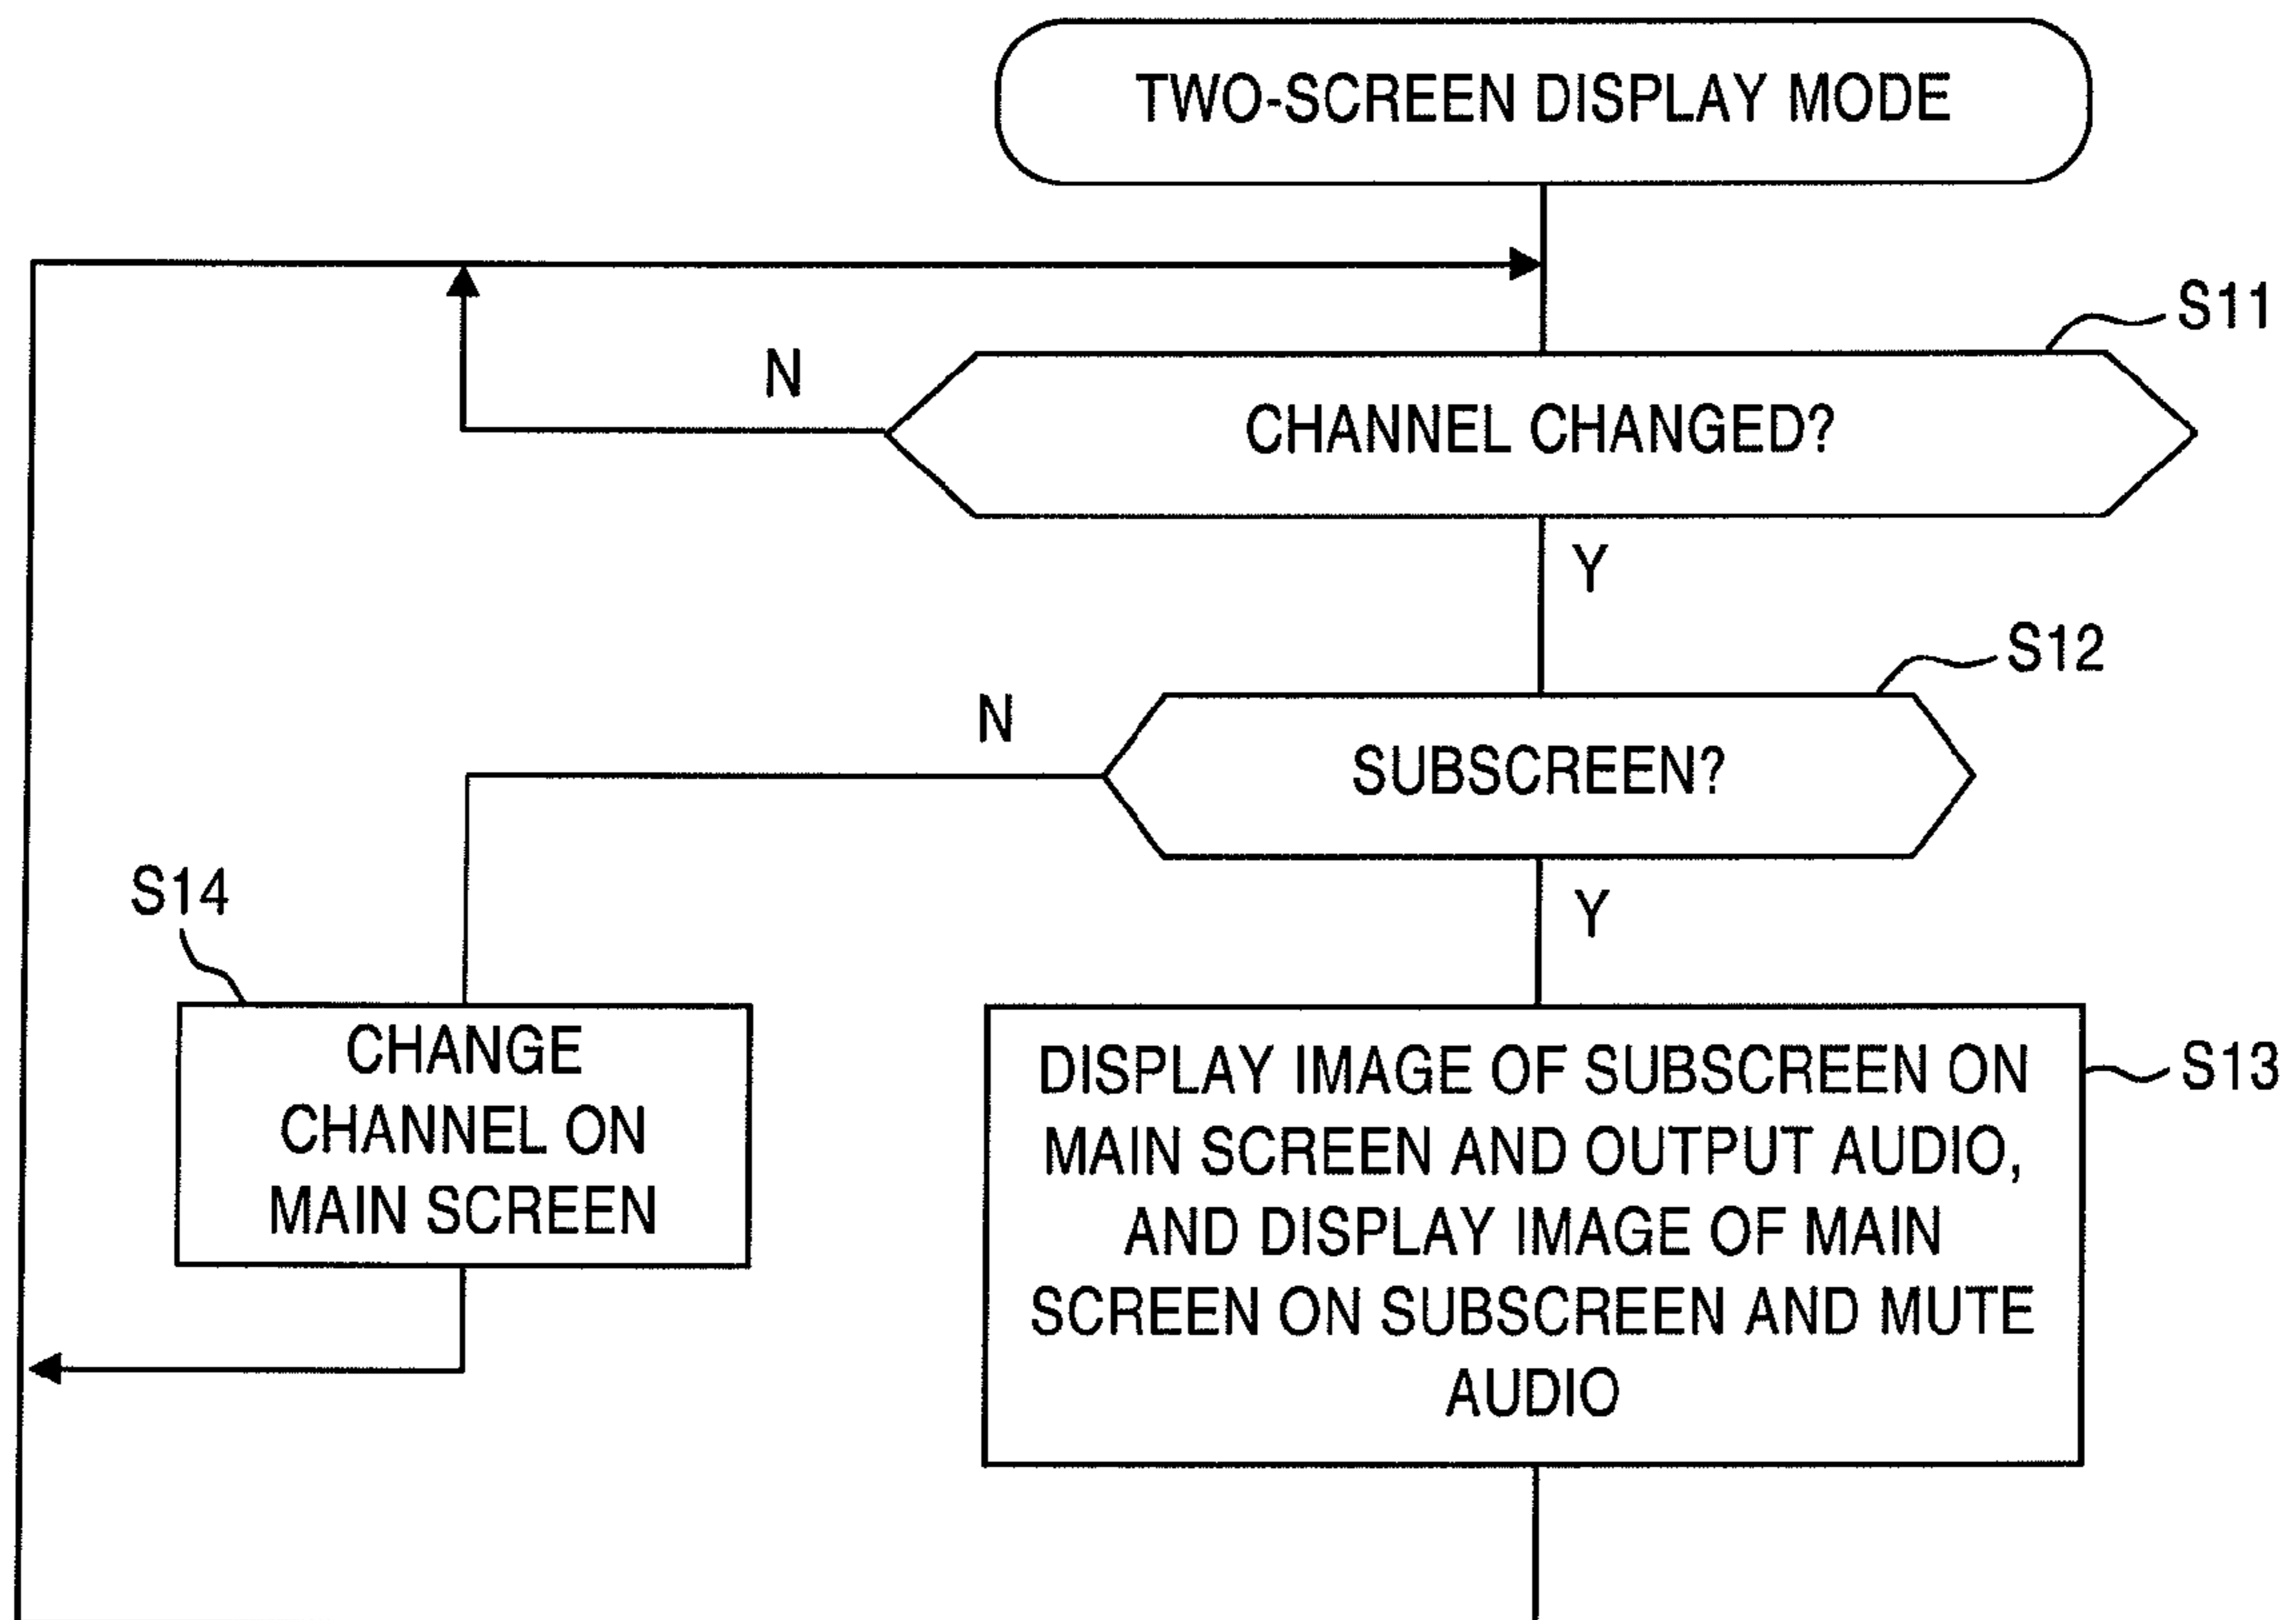 TWO-SCREEN DISPLAY MODE
S11
N
CHANNEL CHANGED?
Y
S12
N
SUBSCREEN?
Y
S14
CHANGE
CHANNEL ON
MAIN SCREEN
S13
DISPLAY IMAGE OF SUBSCREEN ON
MAIN SCREEN AND OUTPUT AUDIO,
AND DISPLAY IMAGE OF MAIN
SCREEN ON SUBSCREEN AND MUTE
AUDIO